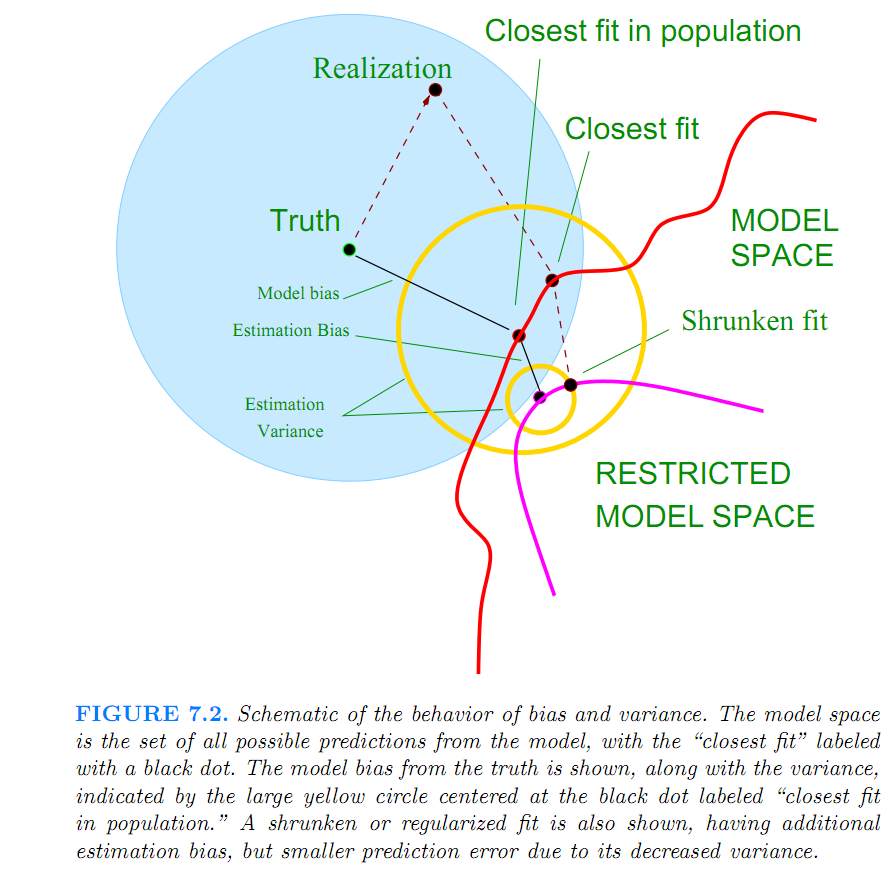 Closest fit in population
Realization
Closest fit
Truth
MODEL
SPACE
Model bias
Shrunken fit
Estimation Bias
Estimation
Variance
RESTRICTED
MODEL SPACE
FIGURE 7.2. Schematic of the behavior of bias and variance. The model space
is the set of all possible predictions from the model, with the “closest fit” labeled
with a black dot. The model bias from the truth is shown, along with the variance,
indicated by the large yellow circle centered at the black dot labeled “closest fit
in population.” A shrunken or regularized fit is also shown, having additional
estimation bias, but smaller prediction error due to its decreased variance.